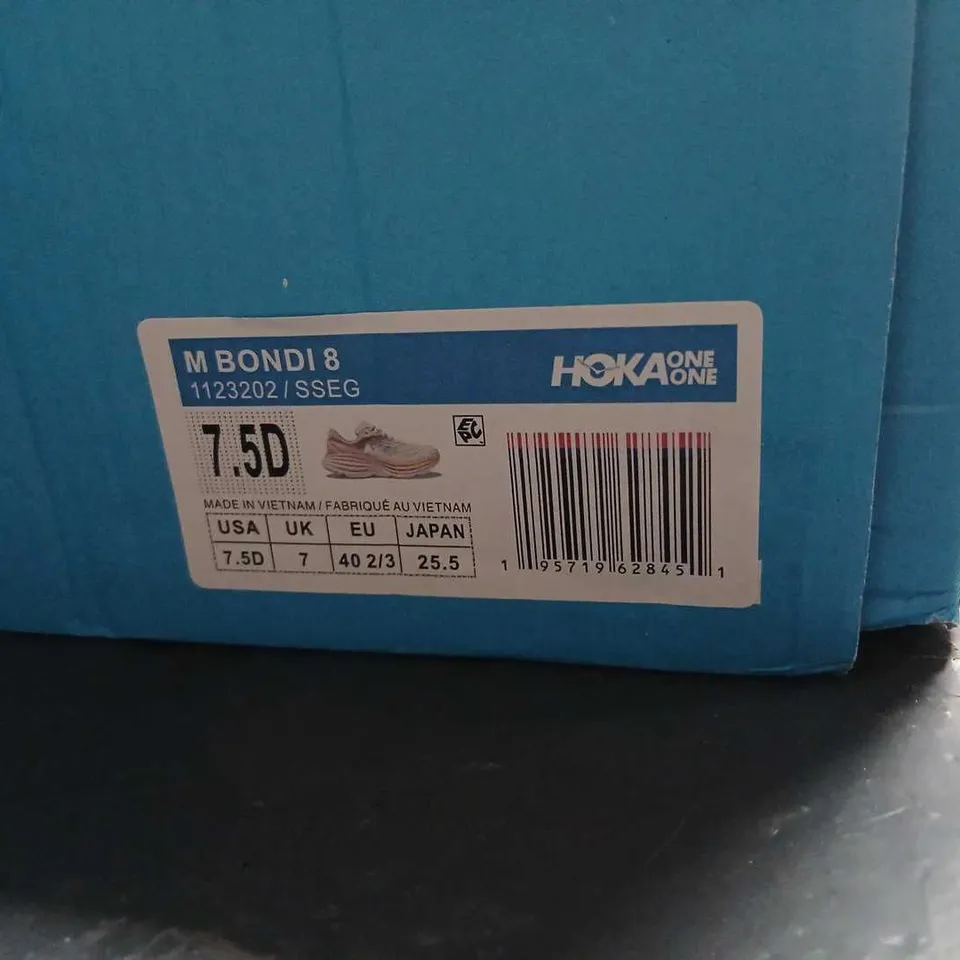 M BONDI 8
1123202 / SSEG
HOKA ONE ONE
7.5D
EPC
MADE IN VIETNAM / FABRIQUÉ AU VIETNAM
USA UK EU JAPAN
7.5D 7 40 2/3 25.5
1 95719 62845 1